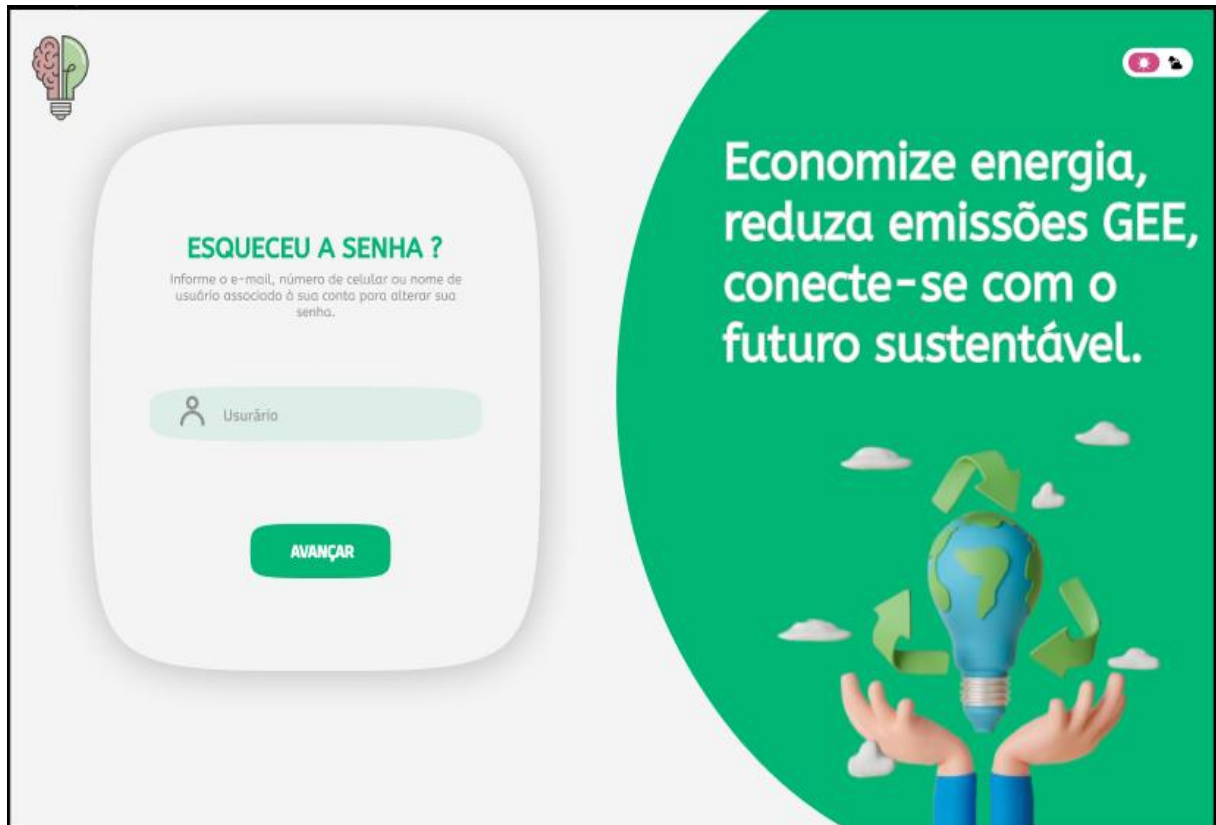 ESQUECEU A SENHA ?
Informe o e-mail, número de celular ou nome de
usuário associado à sua conta para alterar sua
senha.
Usurário
AVANÇAR
Economize energia,
reduza emissões GEE,
conecte-se com o
futuro sustentável.